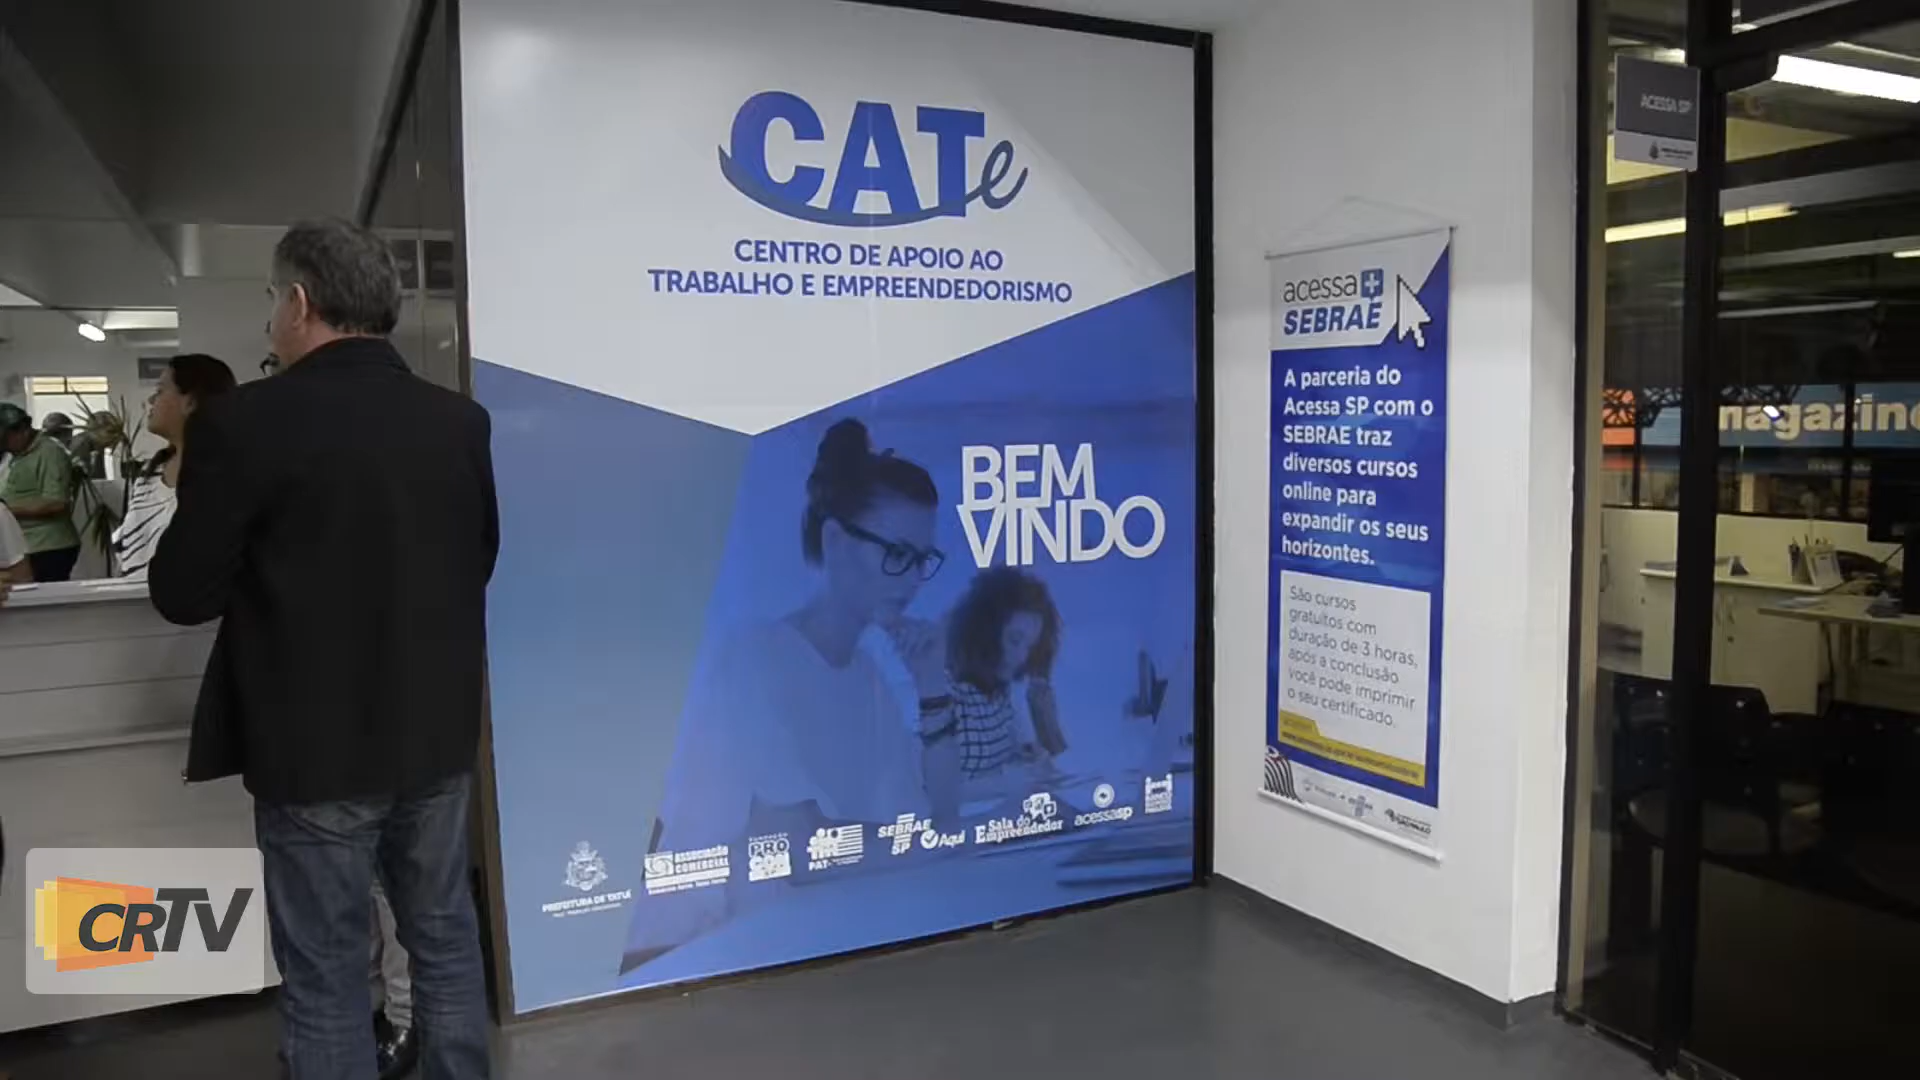 CATe
CENTRO DE APOIO AO
TRABALHO E EMPREENDEDORISMO
BEM
VINDO
PREFEITURA DE TATUÍ
ASSOCIAÇÃO
COMERCIAL
FUNDAÇÃO
PROCON
PAT
SEBRAE
SP
Aqui
Sala do
Empreendedor
acessasp
acessa
SEBRAE
A parceria do
Acessa SP com o
SEBRAE traz
diversos cursos
online para
expandir os seus
horizontes.
São cursos
gratuitos com
duração de 3 horas,
após a conclusão
você pode imprimir
o seu certificado.
ACESSA SP
magazine
CRTV